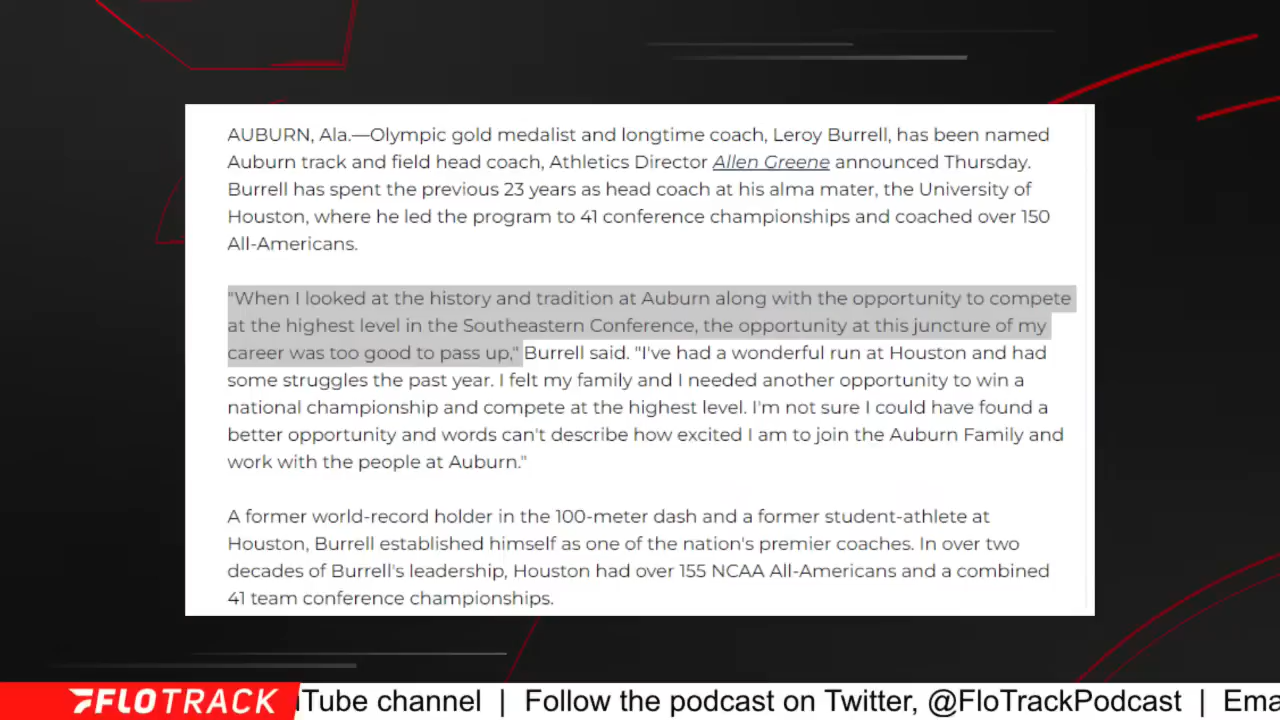 AUBURN, Ala.—Olympic gold medalist and longtime coach, Leroy Burrell, has been named
Auburn track and field head coach, Athletics Director Allen Greene announced Thursday.
Burrell has spent the previous 23 years as head coach at his alma mater, the University of
Houston, where he led the program to 41 conference championships and coached over 150
All-Americans.
"When I looked at the history and tradition at Auburn along with the opportunity to compete
at the highest level in the Southeastern Conference, the opportunity at this juncture of my
career was too good to pass up," Burrell said. "I've had a wonderful run at Houston and had
some struggles the past year. I felt my family and I needed another opportunity to win a
national championship and compete at the highest level. I'm not sure I could have found a
better opportunity and words can't describe how excited I am to join the Auburn Family and
work with the people at Auburn."
A former world-record holder in the 100-meter dash and a former student-athlete at
Houston, Burrell established himself as one of the nation's premier coaches. In over two
decades of Burrell's leadership, Houston had over 155 NCAA All-Americans and a combined
41 team conference championships.
FLOTRACK Tube channel | Follow the podcast on Twitter, @FloTrackPodcast | Ema